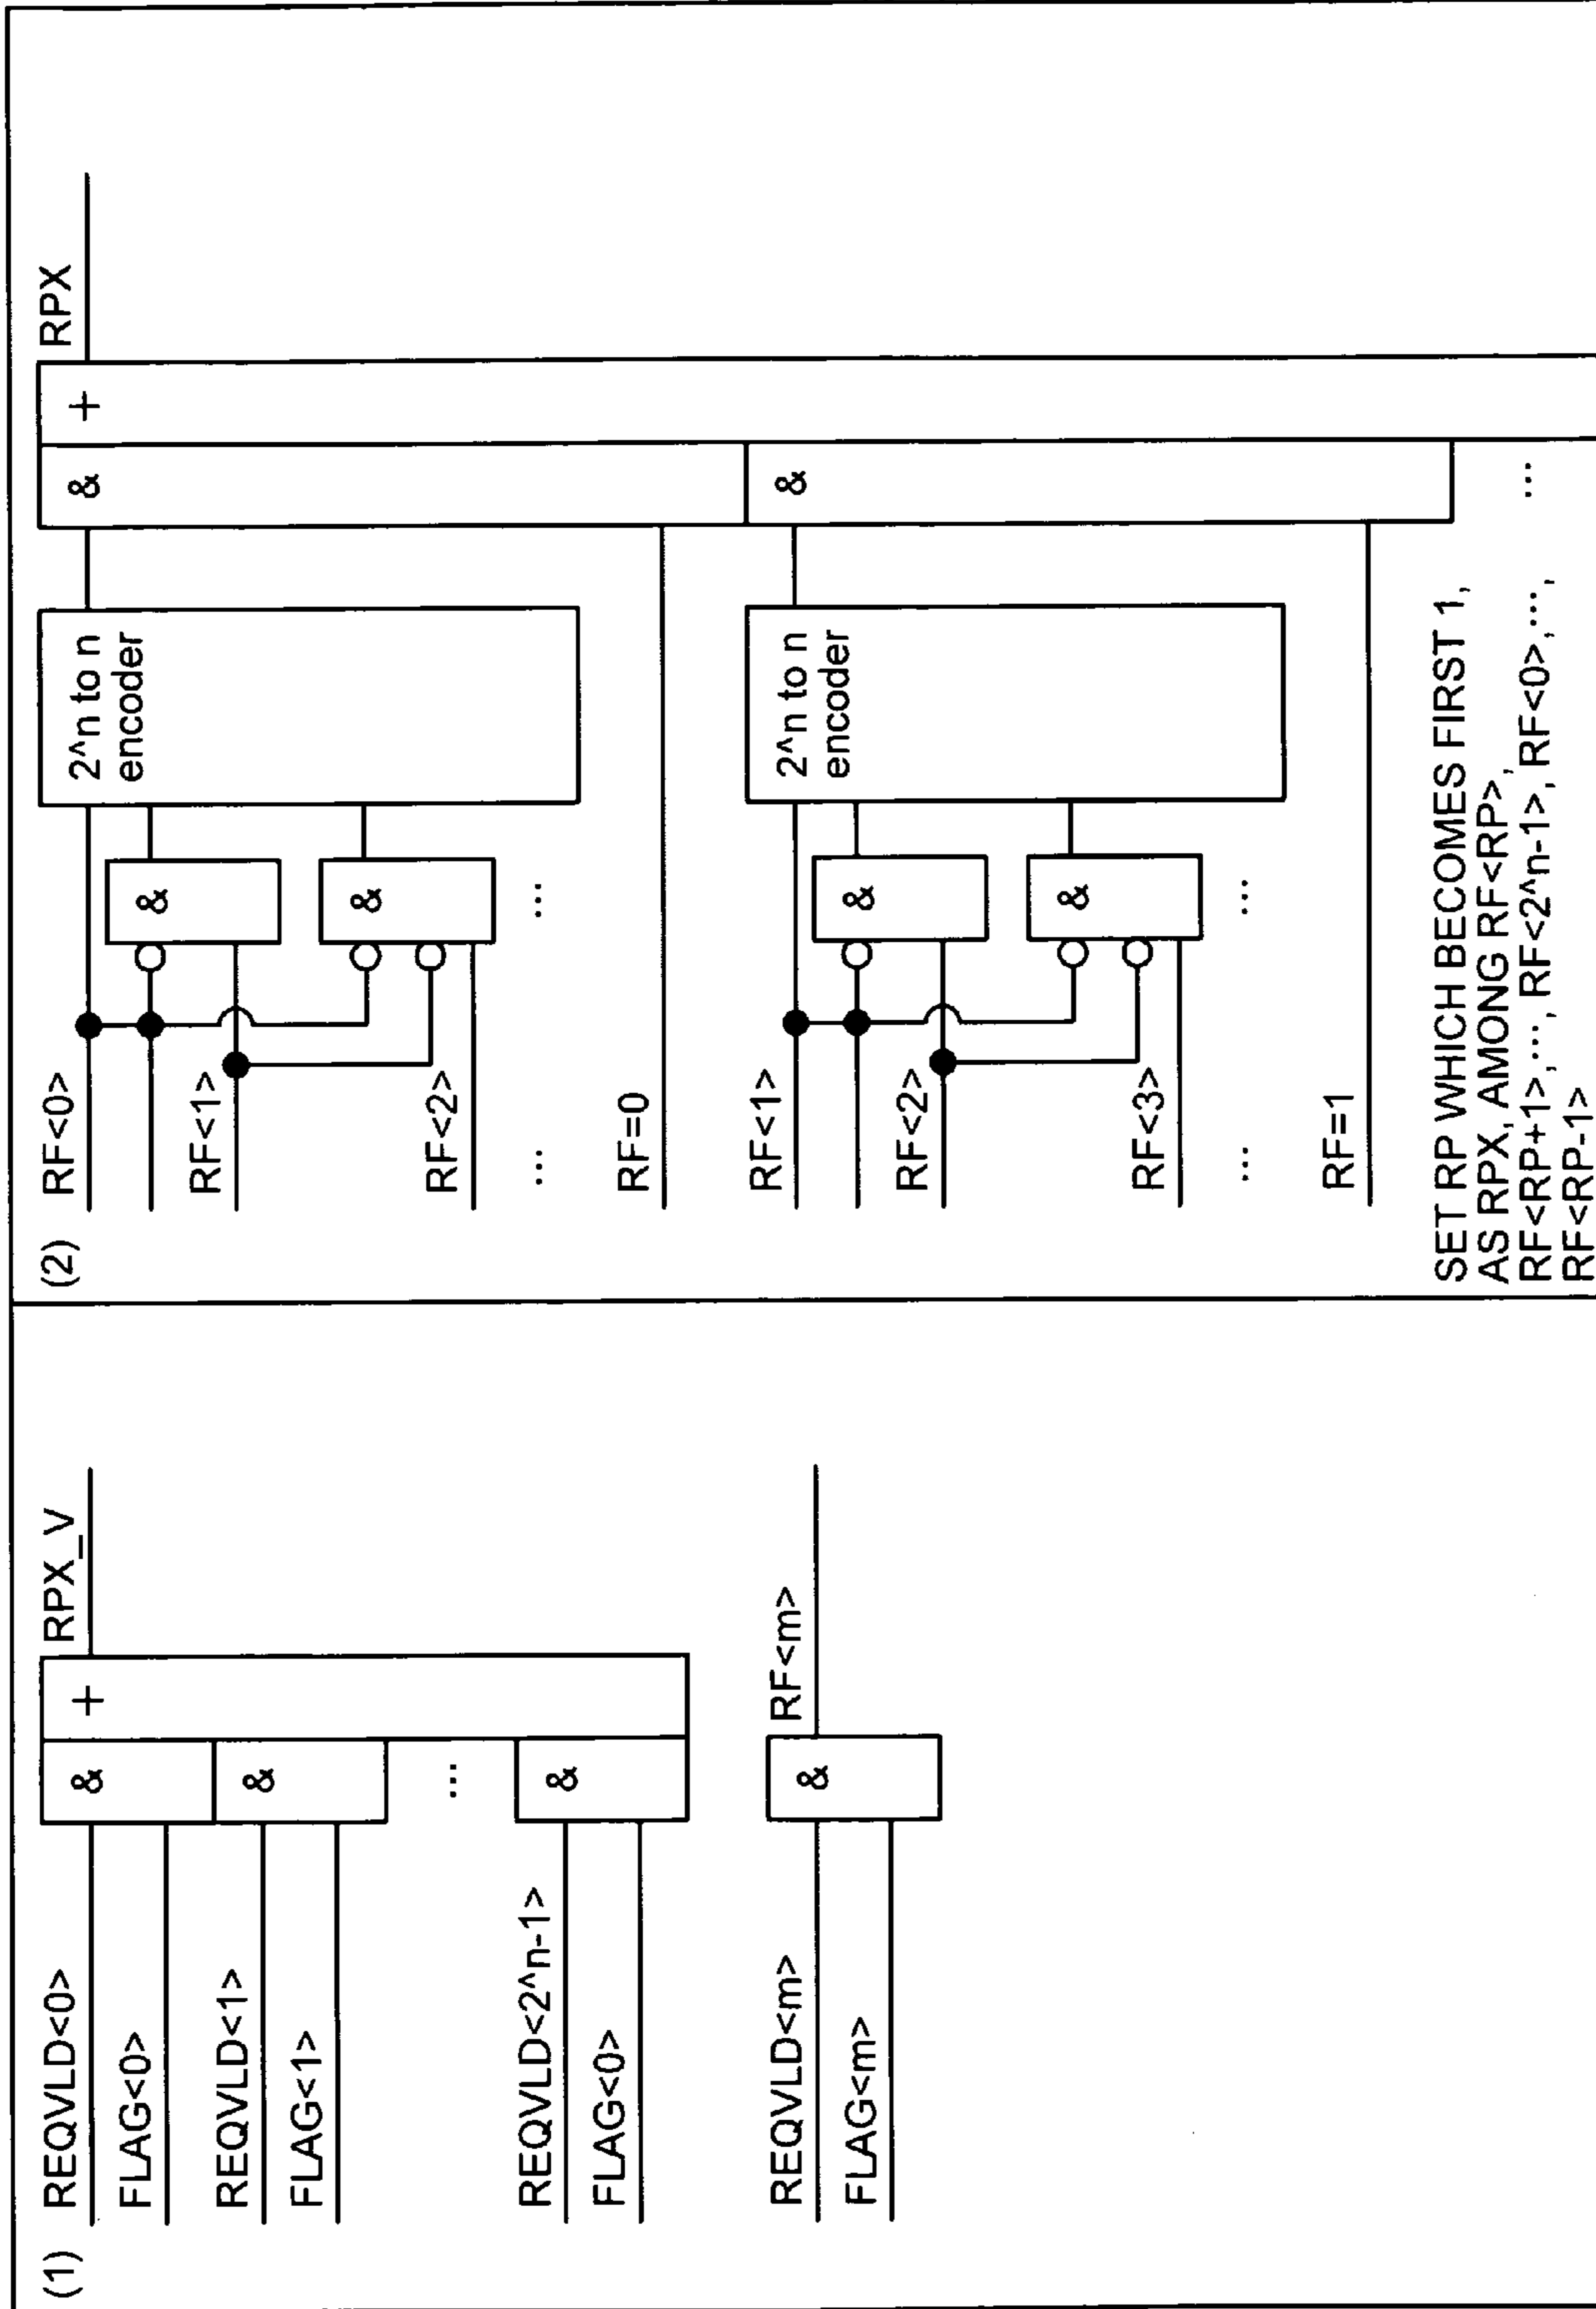 (1)
REQVLD<0>
FLAG<0>
REQVLD<1>
FLAG<1>
...
REQVLD<2^n-1>
FLAG<0>
&
&
&
+
RPX_V
REQVLD<m>
FLAG<m>
&
RF<m>
(2)
RF<0>
RF<1>
RF<2>
...
&
&
...
2^n to n
encoder
RF=0
&
+
RPX
RF<1>
RF<2>
RF<3>
...
&
&
...
2^n to n
encoder
RF=1
&
...
SET RP WHICH BECOMES FIRST 1,
AS RPX, AMONG RF<RP>,
RF<RP+1>,..., RF<2^n-1>, RF<0>,...,
RF<RP-1>